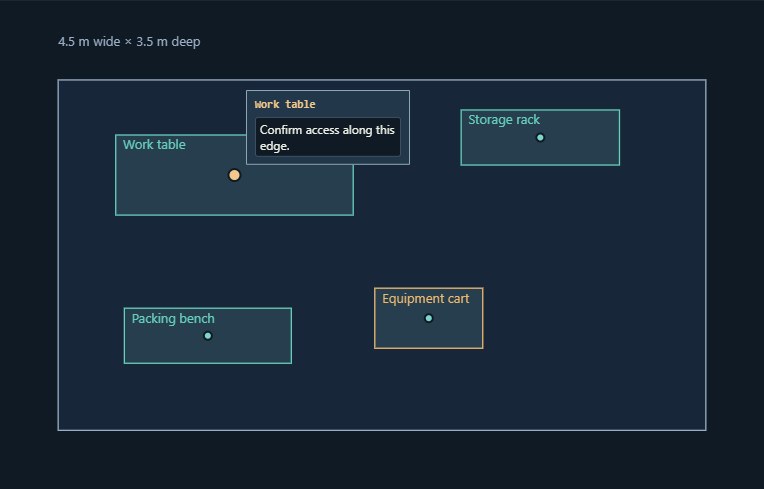 4.5 m wide × 3.5 m deep
Work table
Confirm access along this
edge.
Storage rack
Work table
Equipment cart
Packing bench